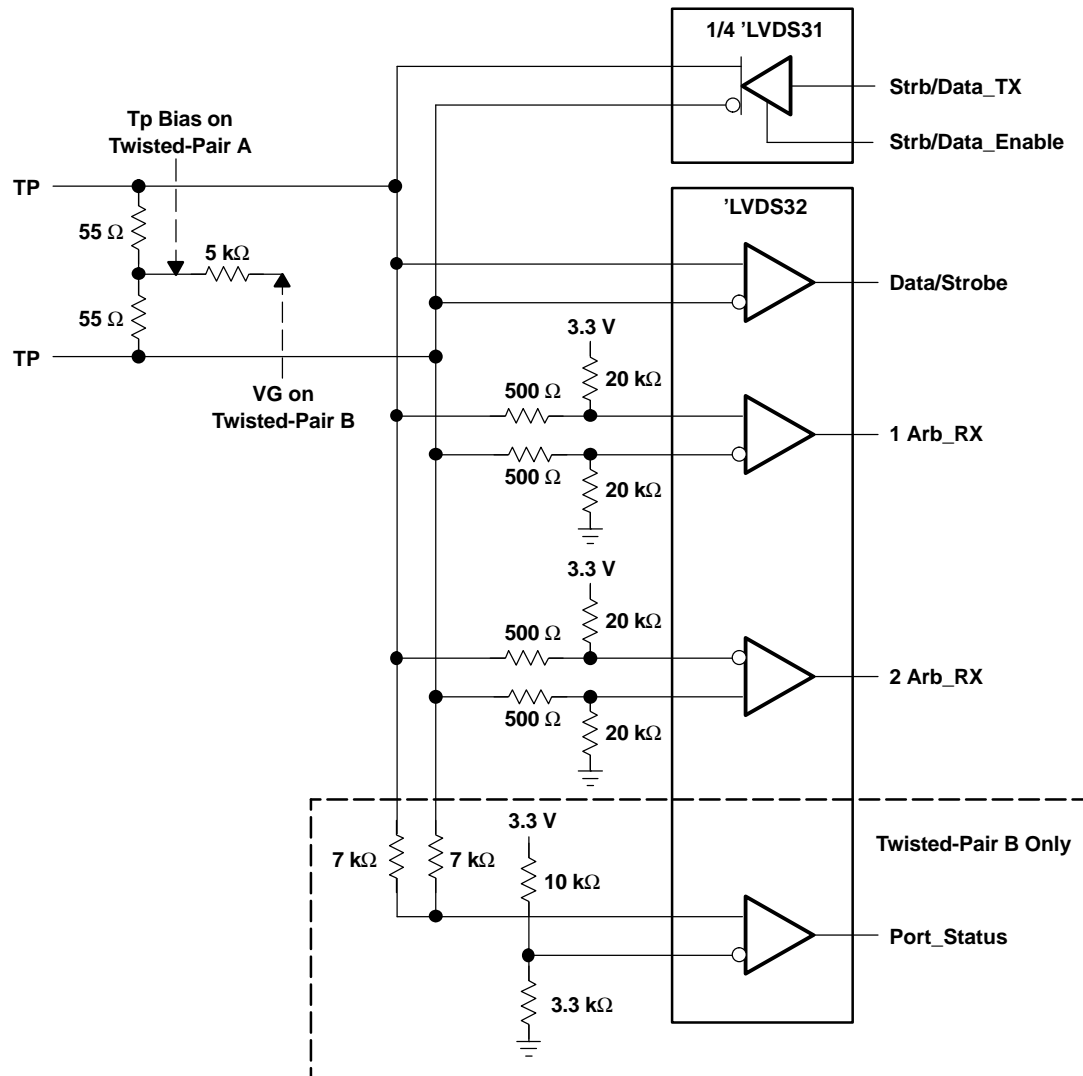 1/4 ’LVDS31
Strb/Data_TX
Strb/Data_Enable
Tp Bias on
Twisted-Pair A
TP
55 Ω
5 kΩ
55 Ω
TP
VG on
Twisted-Pair B
’LVDS32
Data/Strobe
3.3 V
20 kΩ
500 Ω
1 Arb_RX
500 Ω
20 kΩ
3.3 V
20 kΩ
500 Ω
2 Arb_RX
500 Ω
20 kΩ
3.3 V
Twisted-Pair B Only
7 kΩ
7 kΩ
10 kΩ
Port_Status
3.3 kΩ